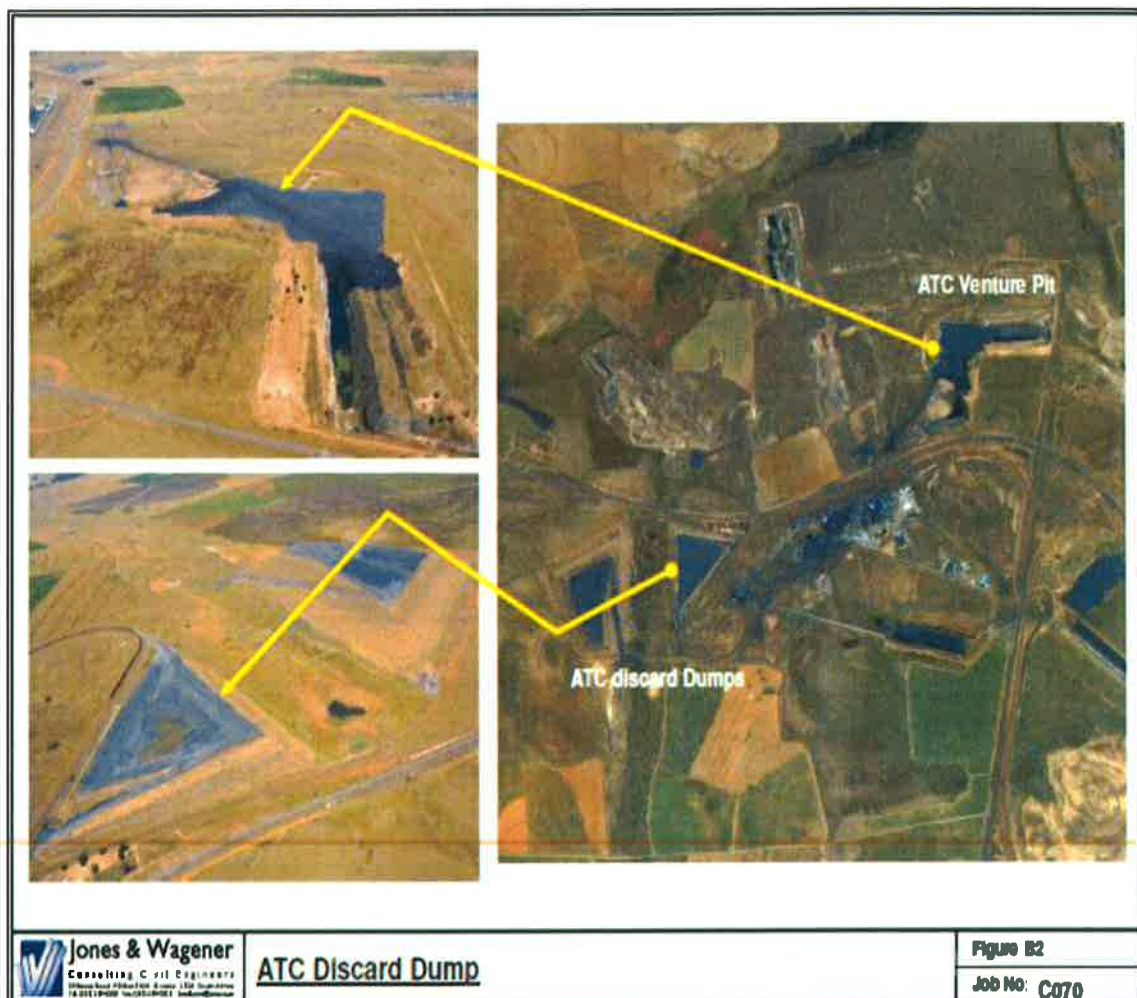 ATC Venture Pit
ATC discard Dumps
Jones & Wagener
Consulting Civil Engineers
ATC Discard Dump
Figure B2
Job No: C070